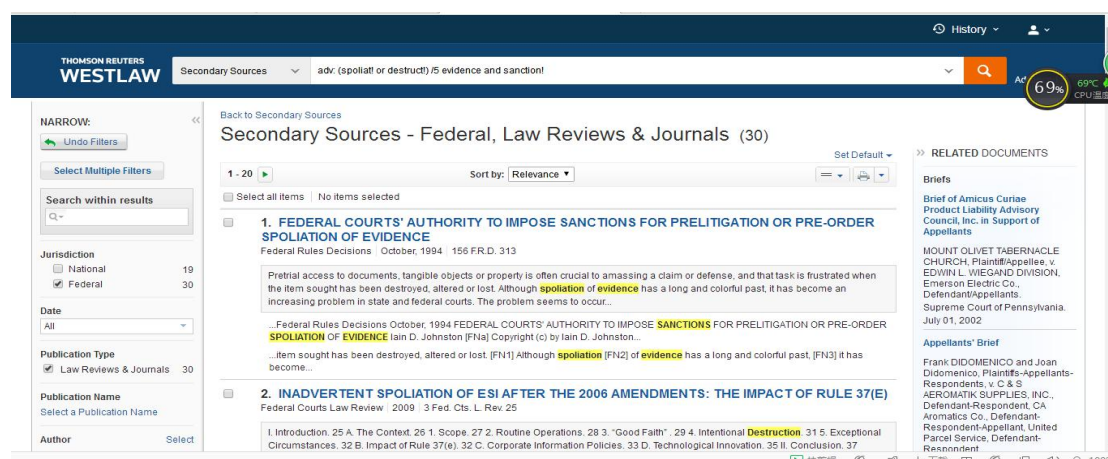 History
THOMSON REUTERS
WESTLAW
Secondary Sources
adv: (spoliat! or destruct!) /5 evidence and sanction!
69%
69℃
CPU温度
NARROW:
Undo Filters
Select Multiple Filters
Search within results
Jurisdiction
National 19
Federal 30
Date
All
Publication Type
Law Reviews & Journals 30
Publication Name
Select a Publication Name
Author Select
Back to Secondary Sources
Secondary Sources - Federal, Law Reviews & Journals (30)
Set Default
1 - 20
Sort by: Relevance
Select all items No items selected
1. FEDERAL COURTS' AUTHORITY TO IMPOSE SANCTIONS FOR PRELITIGATION OR PRE-ORDER
SPOLIATION OF EVIDENCE
Federal Rules Decisions October, 1994 156 F.R.D. 313
Pretrial access to documents, tangible objects or property is often crucial to amassing a claim or defense, and that task is frustrated when
the item sought has been destroyed, altered or lost. Although spoliation of evidence has a long and colorful past, it has become an
increasing problem in state and federal courts. The problem seems to occur...
...Federal Rules Decisions October, 1994 FEDERAL COURTS' AUTHORITY TO IMPOSE SANCTIONS FOR PRELITIGATION OR PRE-ORDER
SPOLIATION OF EVIDENCE Iain D. Johnston [FNa] Copyright (c) by Iain D. Johnston...
...item sought has been destroyed, altered or lost. [FN1] Although spoliation [FN2] of evidence has a long and colorful past, [FN3] it has
become...
2. INADVERTENT SPOLIATION OF ESI AFTER THE 2006 AMENDMENTS: THE IMPACT OF RULE 37(E)
Federal Courts Law Review 2009 3 Fed. Cts. L. Rev. 25
I. Introduction. 25 A. The Context. 26 1. Scope. 27 2. Routine Operations. 28 3. “Good Faith” . 29 4. Intentional Destruction. 31 5. Exceptional
Circumstances. 32 B. Impact of Rule 37(e). 32 C. Corporate Information Policies. 33 D. Technological Innovation. 35 II. Conclusion. 37
RELATED DOCUMENTS
Briefs
Brief of Amicus Curiae
Product Liability Advisory
Council, Inc. in Support of
Appellants
MOUNT OLIVET TABERNACLE
CHURCH, Plaintiff/Appellee, v.
EDWIN L. WIEGAND DIVISION,
Emerson Electric Co.,
Defendant/Appellants.
Supreme Court of Pennsylvania.
July 01, 2002
Appellants' Brief
Frank DIDOMENICO and Joan
Didomenico, Plaintiffs-Appellants-
Respondents, v. C & S
AEROMATIK SUPPLIES, INC.,
Defendant-Respondent, CA
Aromatics Co., Defendant-
Respondent-Appellant, United
Parcel Service, Defendant-
Respondent